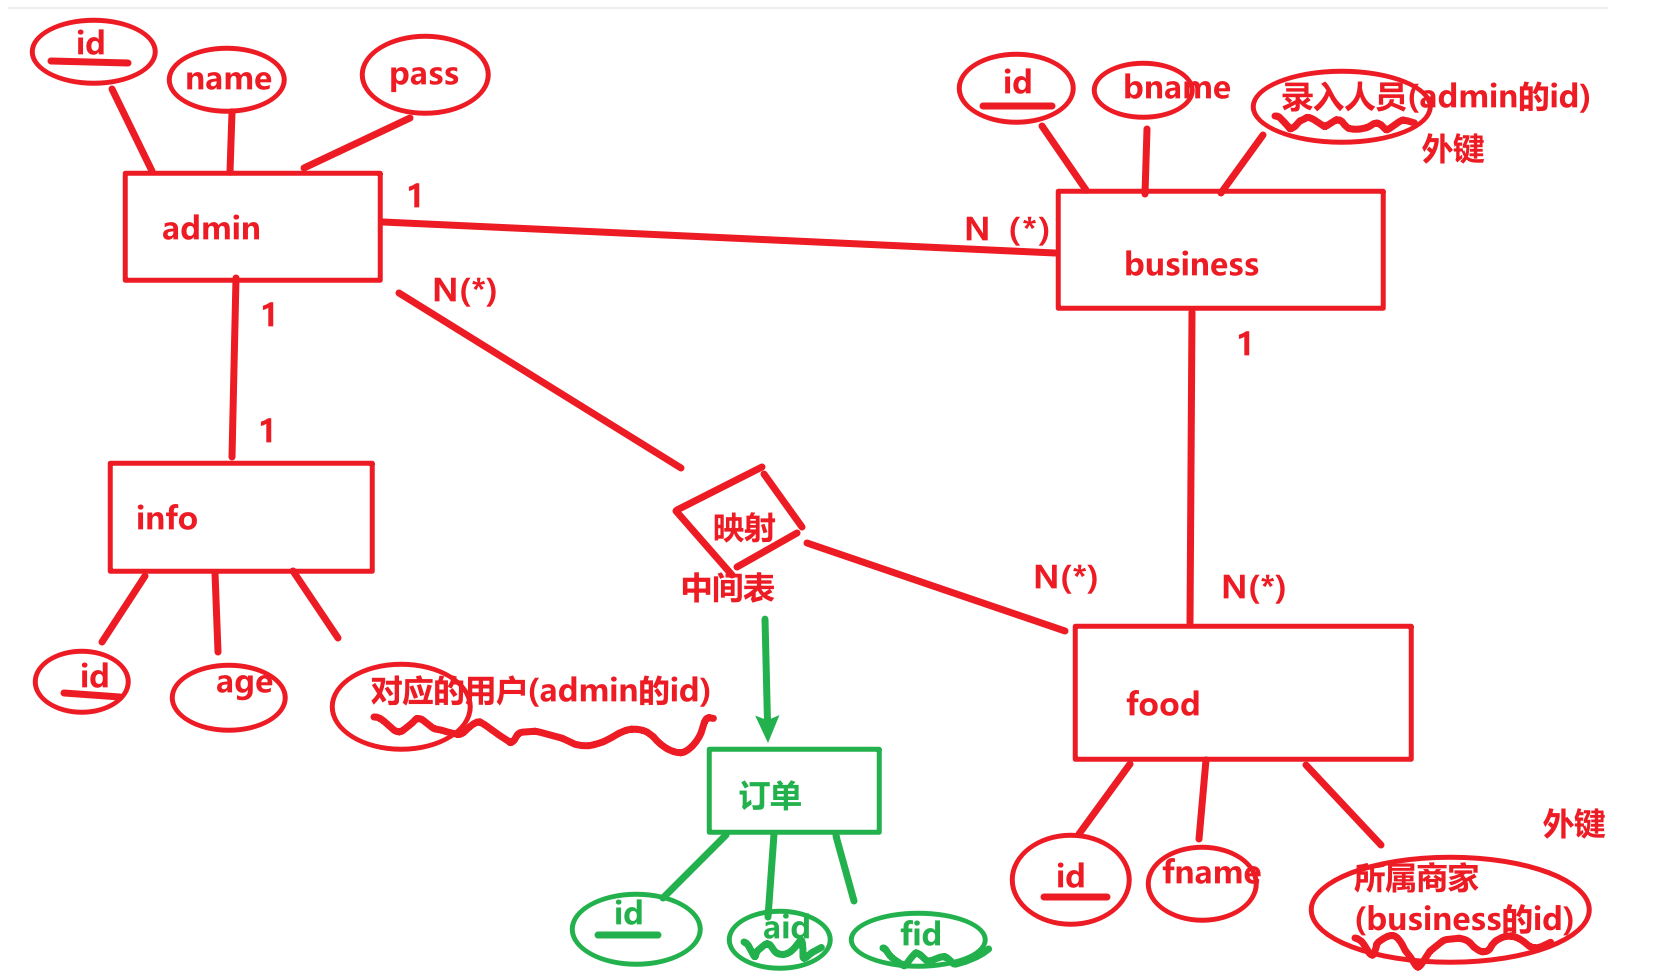 id
name
pass
id
bname
录入人员(admin的id)
外键
admin
1
N (*)
business
N(*)
1
1
1
info
映射
中间表
N(*)
N(*)
id
age
对应的用户(admin的id)
food
订单
外键
id
fname
所属商家
(business的id)
id
aid
fid